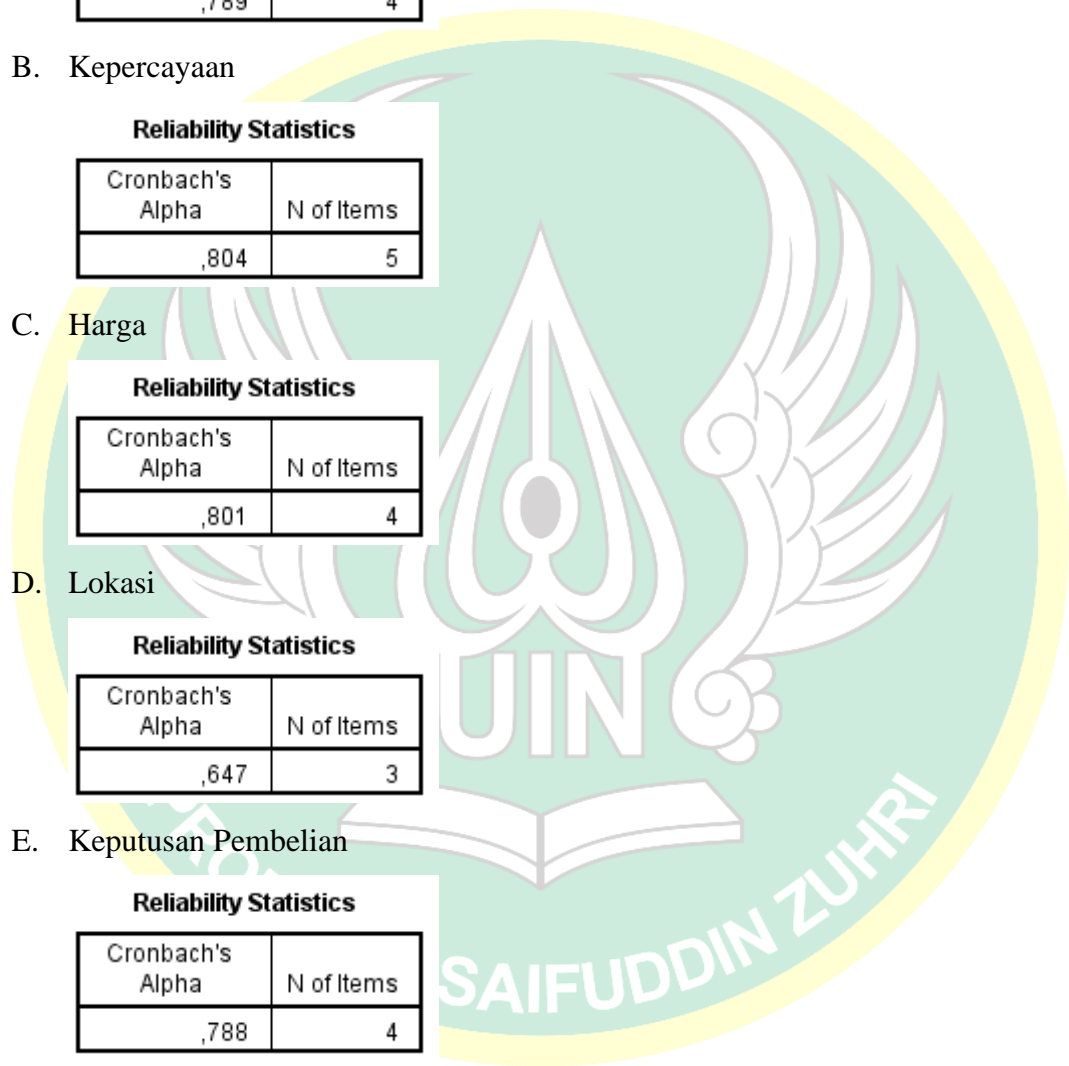 ,789 4
B. Kepercayaan
Reliability Statistics
Cronbach's Alpha N of Items
,804 5
C. Harga
Reliability Statistics
Cronbach's Alpha N of Items
,801 4
D. Lokasi
Reliability Statistics
Cronbach's Alpha N of Items
,647 3
E. Keputusan Pembelian
Reliability Statistics
Cronbach's Alpha N of Items
,788 4
UIN
SAIFUDDIN ZUHRI